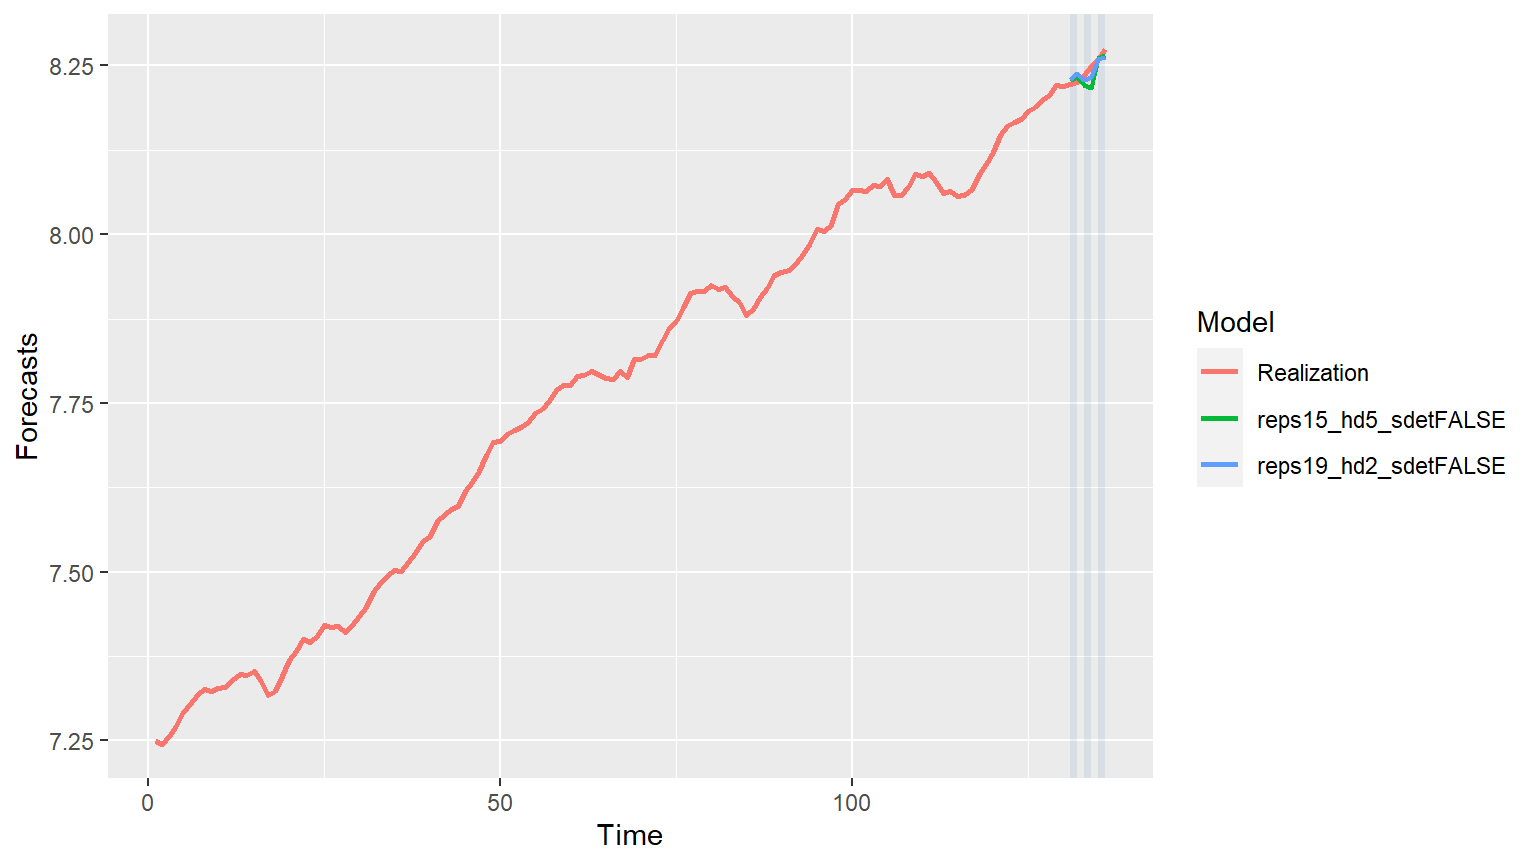 Forecasts
8.25
8.00
7.75
7.50
7.25
0
50
100
Time
Model
Realization
reps15_hd5_sdetFALSE
reps19_hd2_sdetFALSE